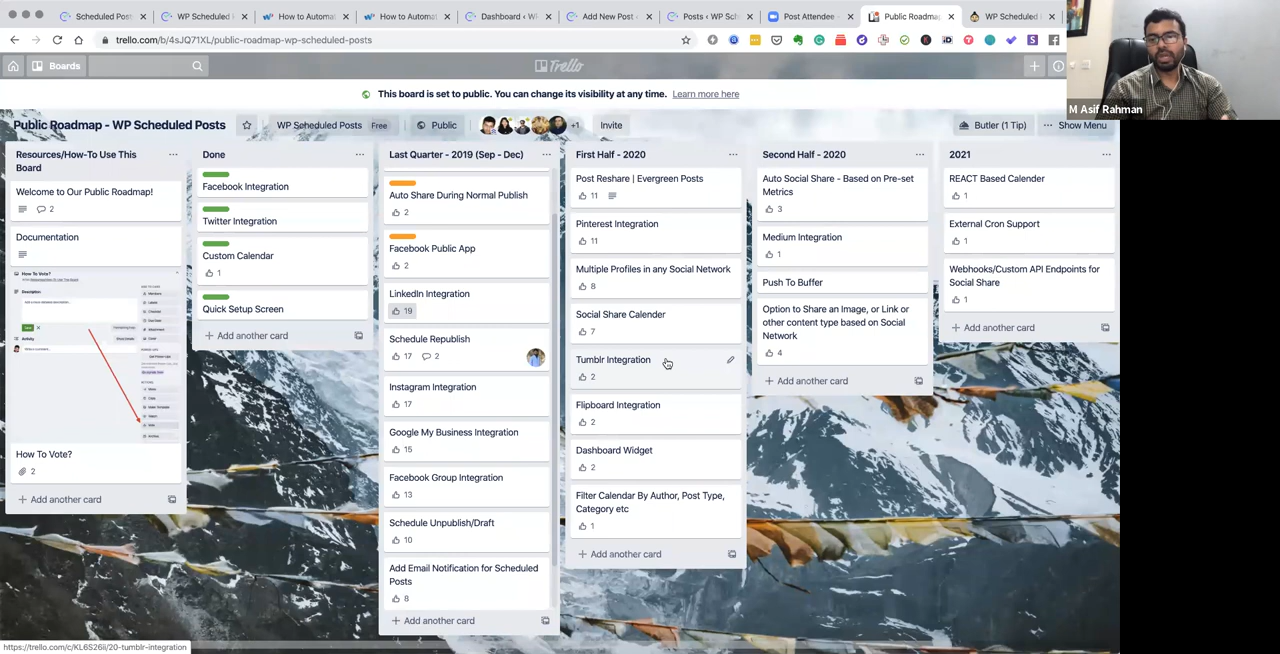 Scheduled Post
WP Scheduled P
How to Automat
How to Automat
Dashboard ‹ W
Add New Post
Posts ‹ WP Sch
Post Attendee -
Public Roadmap
WP Scheduled P
trello.com/b/4sJQ71XL/public-roadmap-wp-scheduled-posts
Boards
Trello
M Asif Rahman
This board is set to public. You can change its visibility at any time. Learn more here
Public Roadmap - WP Scheduled Posts
WP Scheduled Posts Free
Public
+1
Invite
Butler (1 Tip)
Show Menu
Resources/How-To Use This
Board
Welcome to Our Public Roadmap!
2
Documentation
How To Vote?
2
+ Add another card
Done
Facebook Integration
Twitter Integration
Custom Calendar
1
Quick Setup Screen
+ Add another card
Last Quarter - 2019 (Sep - Dec)
Auto Share During Normal Publish
2
Facebook Public App
2
LinkedIn Integration
19
Schedule Republish
17 2
Instagram Integration
17
Google My Business Integration
15
Facebook Group Integration
13
Schedule Unpublish/Draft
10
Add Email Notification for Scheduled
Posts
8
+ Add another card
First Half - 2020
Post Reshare | Evergreen Posts
11
Pinterest Integration
11
Multiple Profiles in any Social Network
8
Social Share Calender
7
Tumblr Integration
2
Flipboard Integration
2
Dashboard Widget
2
Filter Calendar By Author, Post Type,
Category etc
1
+ Add another card
Second Half - 2020
Auto Social Share - Based on Pre-set
Metrics
3
Medium Integration
1
Push To Buffer
Option to Share an Image, or Link or
other content type based on Social
Network
4
+ Add another card
2021
REACT Based Calender
1
External Cron Support
1
Webhooks/Custom API Endpoints for
Social Share
1
+ Add another card
https://trello.com/c/KL6S26Ii/20-tumblr-integration